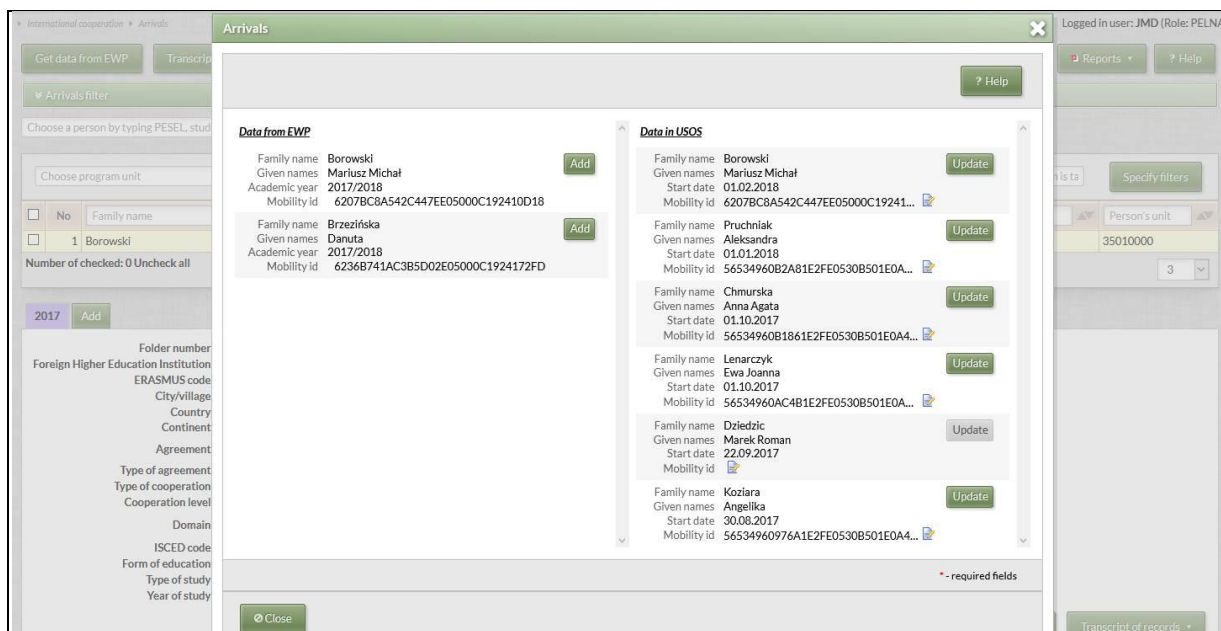 International cooperation ▸ Arrivals
Logged in user: JMD (Role: PELNA
Get data from EWP
Transcrip
Reports
? Help
Arrivals filter
Choose a person by typing PESEL, stud
Choose program unit
n is ta
Specify filters
No
Family name
Person's unit
1 Borowski
35010000
Number of checked: 0 Uncheck all
3
2017
Add
Folder number
Foreign Higher Education Institution
ERASMUS code
City/village
Country
Continent
Agreement
Type of agreement
Type of cooperation
Cooperation level
Domain
ISCED code
Form of education
Type of study
Year of study
Transcript of records
Arrivals
? Help
Data from EWP
Family name Borowski
Add
Given names Mariusz Michał
Academic year 2017/2018
Mobility id 6207BC8A542C447EE05000C192410D18
Family name Brzezińska
Add
Given names Danuta
Academic year 2017/2018
Mobility id 6236B741AC3B5D02E05000C1924172FD
Data in USOS
Family name Borowski
Update
Given names Mariusz Michał
Start date 01.02.2018
Mobility id 6207BC8A542C447EE05000C19241...
Family name Pruchniak
Update
Given names Aleksandra
Start date 01.01.2018
Mobility id 56534960B2A81E2FE0530B501E0A...
Family name Chmurska
Update
Given names Anna Agata
Start date 01.10.2017
Mobility id 56534960B1861E2FE0530B501E0A4...
Family name Lenarczyk
Update
Given names Ewa Joanna
Start date 01.10.2017
Mobility id 56534960AC4B1E2FE0530B501E0A...
Family name Dziedzic
Update
Given names Marek Roman
Start date 22.09.2017
Mobility id
Family name Koziara
Update
Given names Angelika
Start date 30.08.2017
Mobility id 56534960976A1E2FE0530B501E0A4...
* - required fields
Close